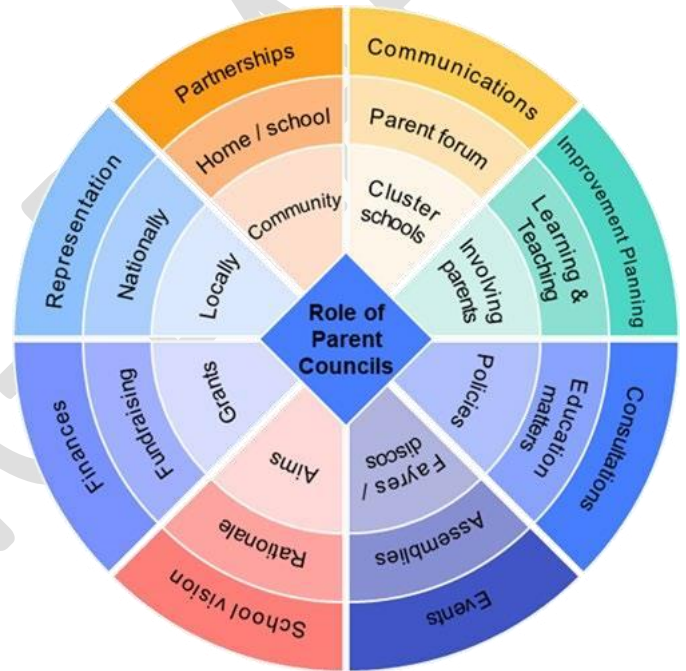 Partnerships
Home / school
Community
Communications
Parent forum
Cluster
schools
Improvement Planning
Learning &
Teaching
Involving
parents
Consultations
Education
matters
Policies
Events
Assemblies
Fayres /
discos
School vision
Rationale
Aims
Finances
Fundraising
Grants
Representation
Nationally
Locally
Role of
Parent
Councils